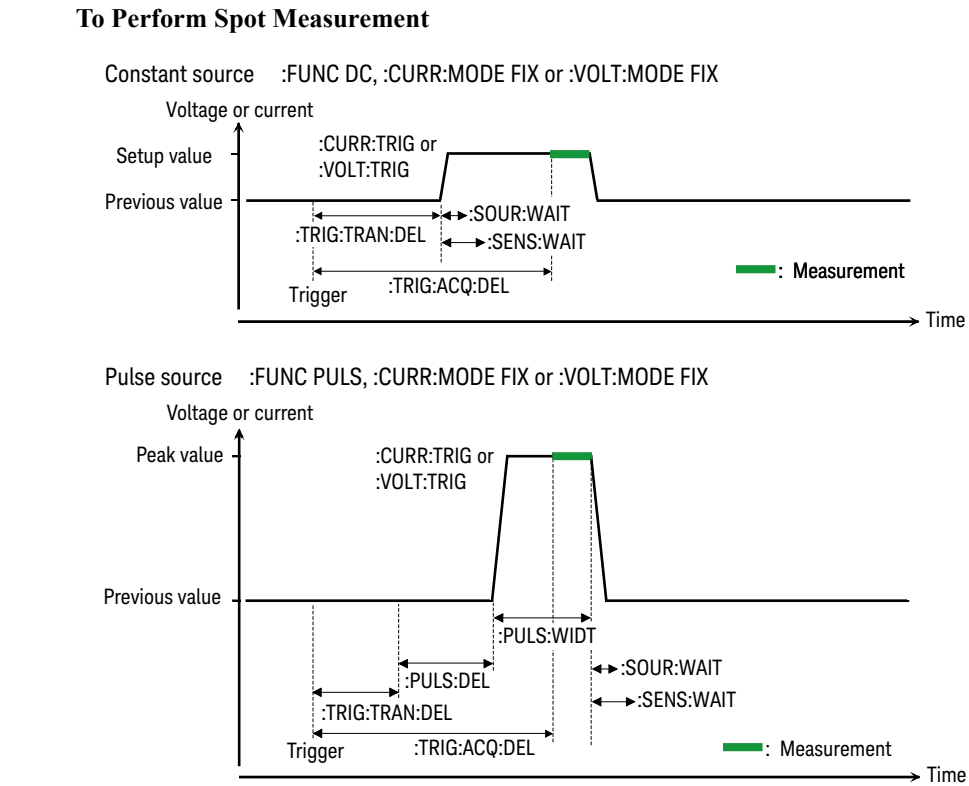 To Perform Spot Measurement
Constant source :FUNC DC, :CURR:MODE FIX or :VOLT:MODE FIX
Voltage or current
:CURR:TRIG or
:VOLT:TRIG
Setup value
Previous value
:SOUR:WAIT
:TRIG:TRAN:DEL
:SENS:WAIT
: Measurement
:TRIG:ACQ:DEL
Trigger
Time
Pulse source :FUNC PULS, :CURR:MODE FIX or :VOLT:MODE FIX
Voltage or current
Peak value
:CURR:TRIG or
:VOLT:TRIG
Previous value
:PULS:WIDT
:SOUR:WAIT
:PULS:DEL
:SENS:WAIT
:TRIG:TRAN:DEL
Trigger
:TRIG:ACQ:DEL
: Measurement
Time